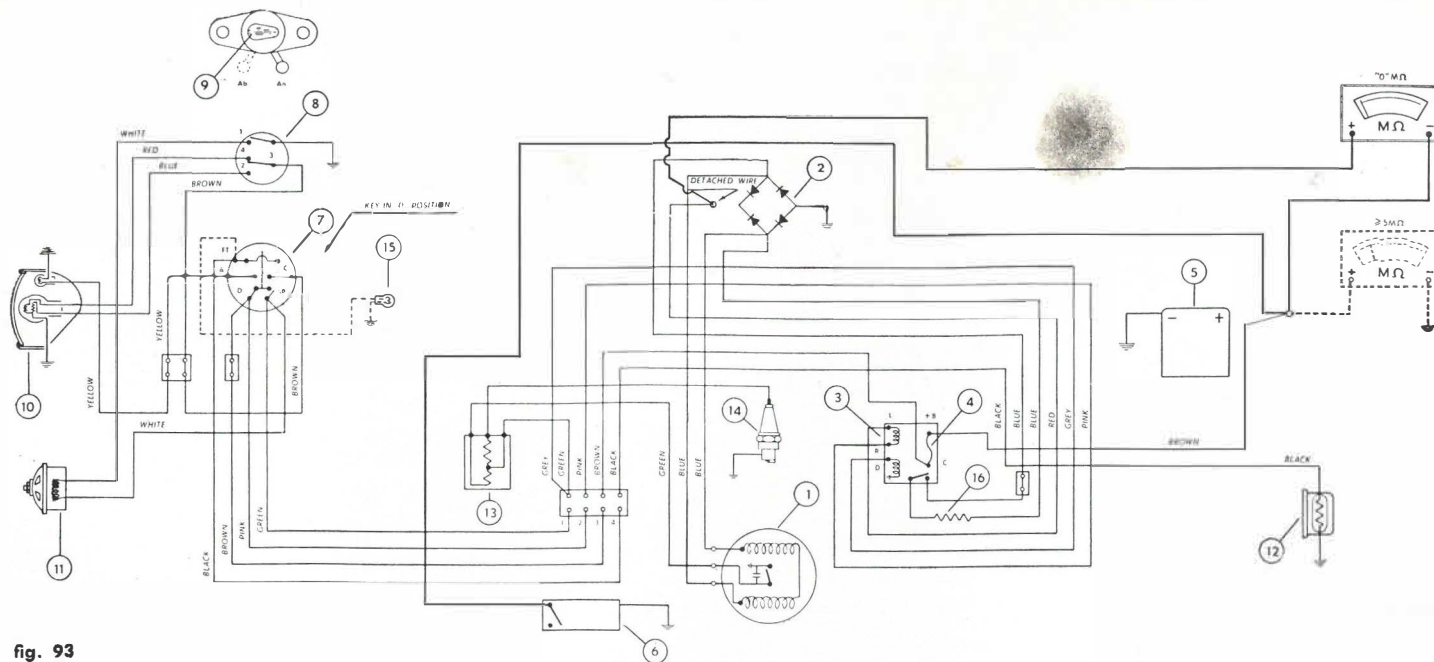 9
Ab
An
8
1
WHITE
4
RED
3
2
BLUE
BROWN
"0" MΩ
+
−
MΩ
DETACHED WIRE
2
KEY IN POSITION
7
15
FT
C
D
3
≥5MΩ
+
−
MΩ
5
−
+
10
YELLOW
YELLOW
BROWN
WHITE
11
BLACK
BROWN
PINK
GREEN
13
GREY
GREEN
PINK
BROWN
BLACK
1
2
3
4
14
GREEN
BLUE
BLUE
1
3
L
+B
4
R
D
C
16
BLACK
BLUE
BLUE
RED
GREY
PINK
BROWN
BLACK
12
6
fig. 93